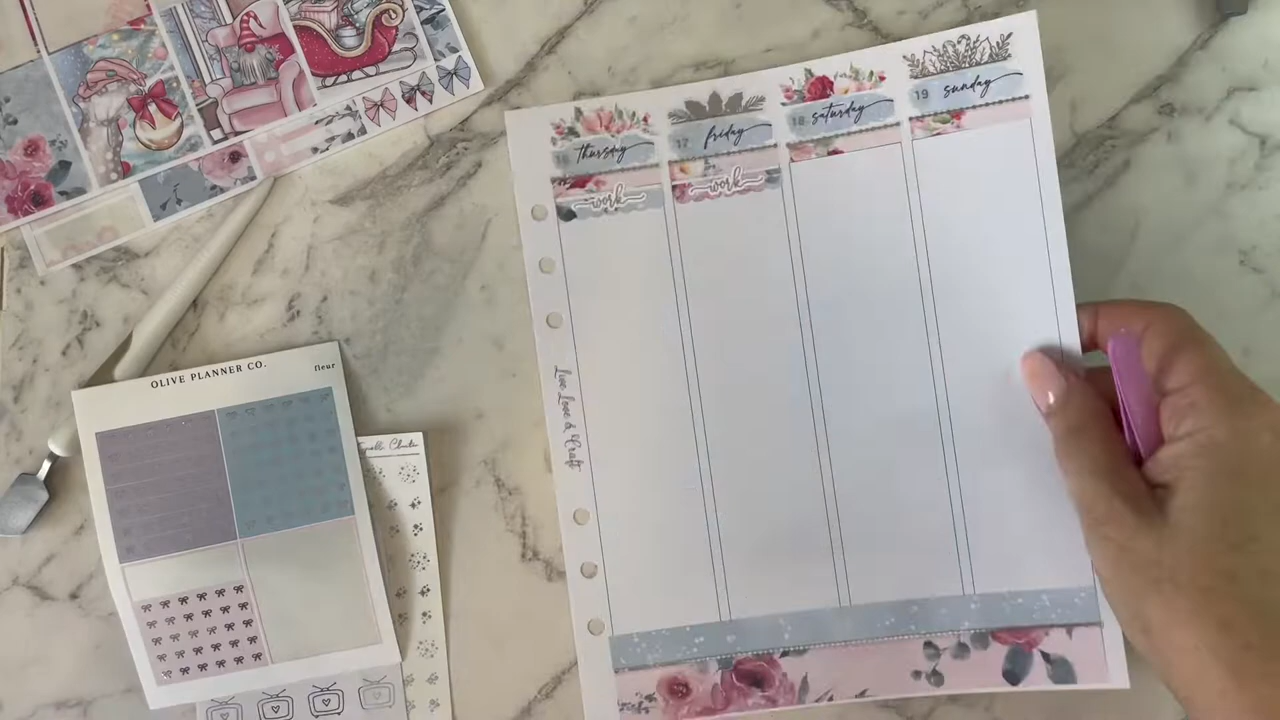 16 thursday
17 friday
18 saturday
19 sunday
work
work
Live, Love & Craft
OLIVE PLANNER CO.
fleur